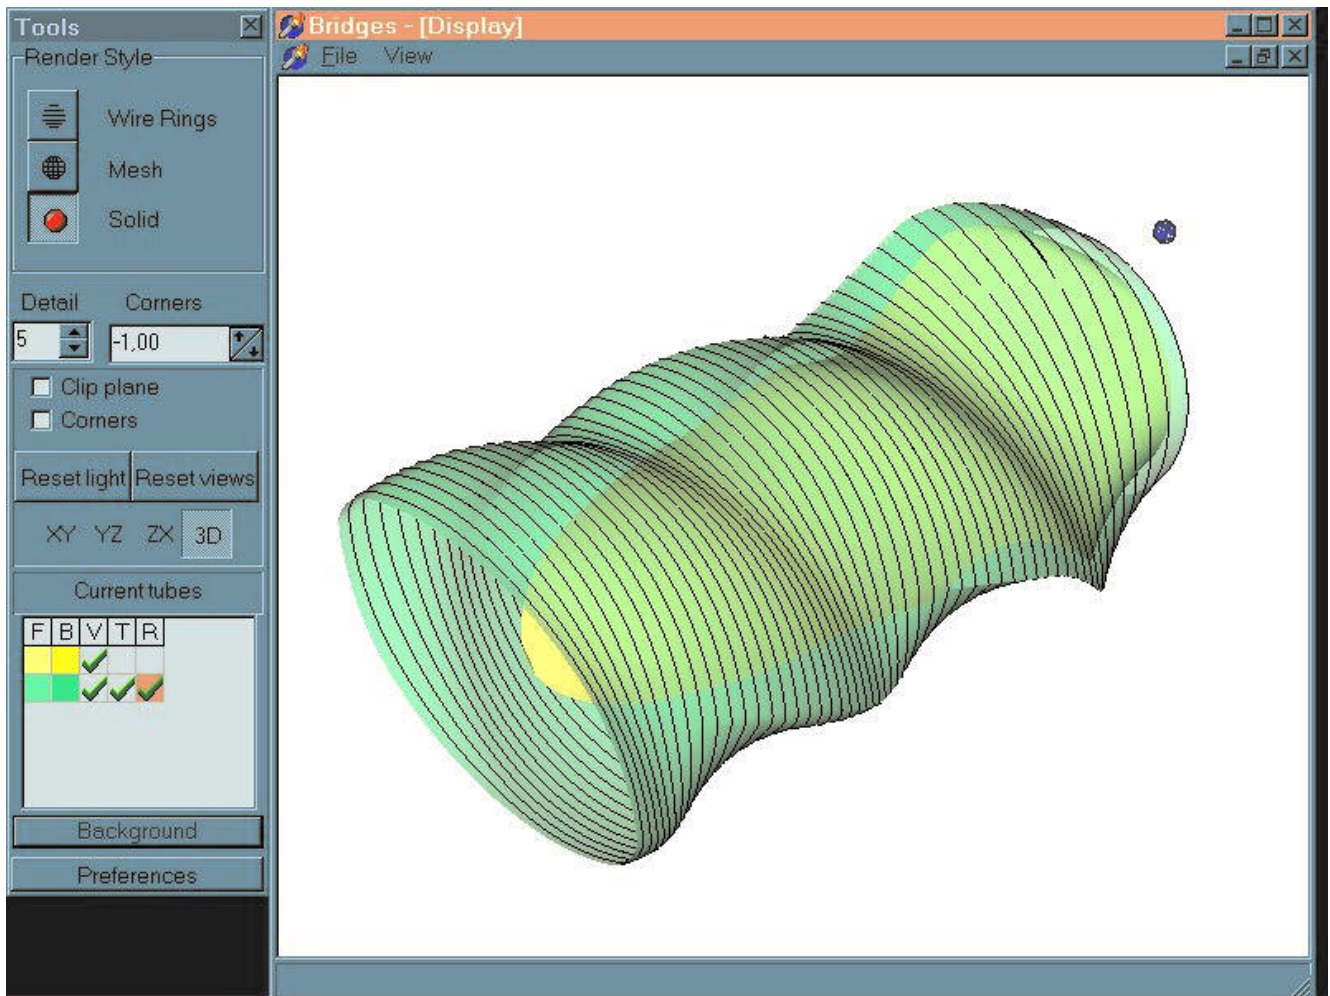 Tools
Render Style
Wire Rings
Mesh
Solid
Detail Corners
5 -1,00
Clip plane
Corners
Reset light Reset views
XY YZ ZX 3D
Current tubes
F B V T R
Background
Preferences
Bridges - [Display]
File View